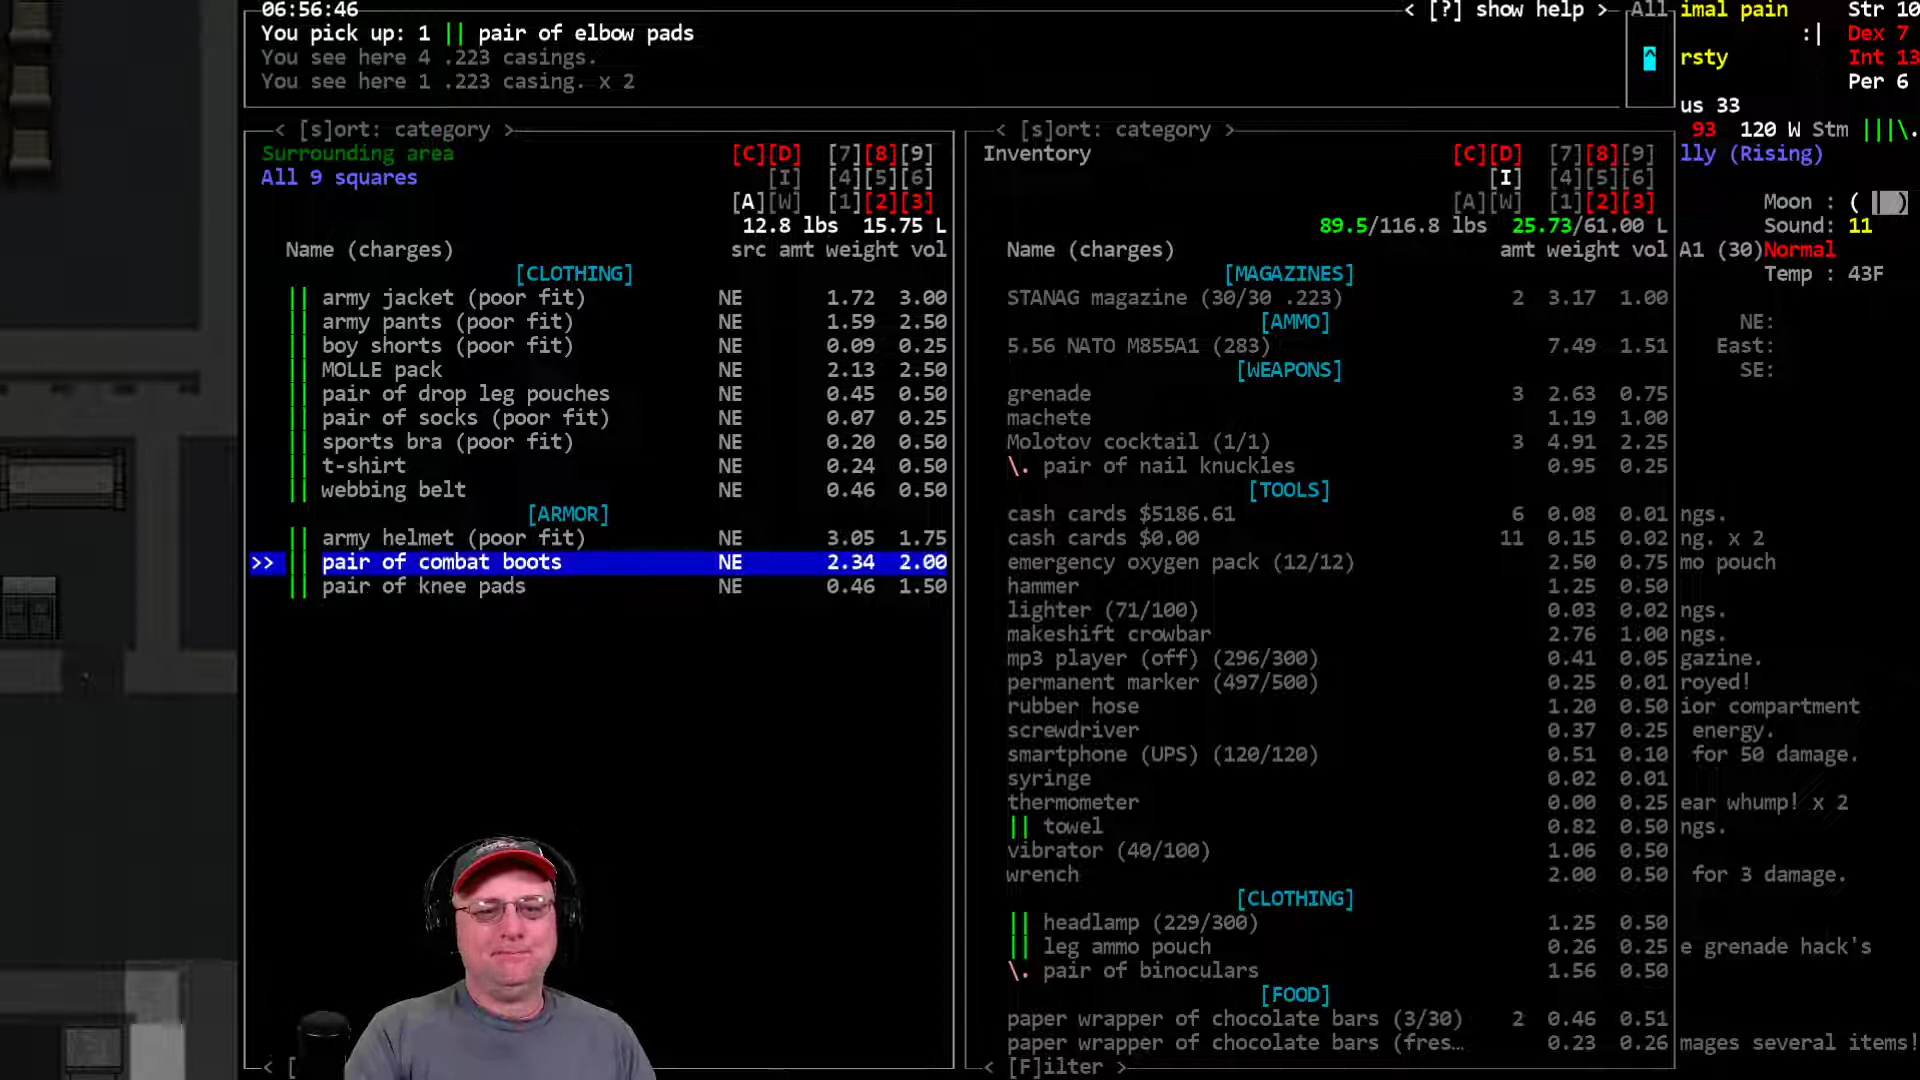 06:56:46
< [?] show help >
You pick up: 1 || pair of elbow pads
You see here 4 .223 casings.
You see here 1 .223 casing. x 2
All
^
imal pain
Str 10
:|
Dex 7
rsty
Int 13
Per 6
us 33
93 120 W Stm |||\.
lly (Rising)
Moon : ( | )
Sound: 11
A1 (30)Normal
Temp : 43F
NE:
East:
SE:
< [s]ort: category >
Surrounding area
All 9 squares
[C][D] [7][8][9]
[I] [4][5][6]
[A][W] [1][2][3]
12.8 lbs 15.75 L
Name (charges) src amt weight vol
[CLOTHING]
|| army jacket (poor fit) NE 1.72 3.00
|| army pants (poor fit) NE 1.59 2.50
|| boy shorts (poor fit) NE 0.09 0.25
|| MOLLE pack NE 2.13 2.50
|| pair of drop leg pouches NE 0.45 0.50
|| pair of socks (poor fit) NE 0.07 0.25
|| sports bra (poor fit) NE 0.20 0.50
|| t-shirt NE 0.24 0.50
|| webbing belt NE 0.46 0.50
[ARMOR]
|| army helmet (poor fit) NE 3.05 1.75
>> || pair of combat boots NE 2.34 2.00
|| pair of knee pads NE 0.46 1.50
< [
< [s]ort: category >
Inventory
[C][D] [7][8][9]
[I] [4][5][6]
[A][W] [1][2][3]
89.5/116.8 lbs 25.73/61.00 L
Name (charges) amt weight vol
[MAGAZINES]
STANAG magazine (30/30 .223) 2 3.17 1.00
[AMMO]
5.56 NATO M855A1 (283) 7.49 1.51
[WEAPONS]
grenade 3 2.63 0.75
machete 1.19 1.00
Molotov cocktail (1/1) 3 4.91 2.25
\. pair of nail knuckles 0.95 0.25
[TOOLS]
cash cards $5186.61 6 0.08 0.01
cash cards $0.00 11 0.15 0.02
emergency oxygen pack (12/12) 2.50 0.75
hammer 1.25 0.50
lighter (71/100) 0.03 0.02
makeshift crowbar 2.76 1.00
mp3 player (off) (296/300) 0.41 0.05
permanent marker (497/500) 0.25 0.01
rubber hose 1.20 0.50
screwdriver 0.37 0.25
smartphone (UPS) (120/120) 0.51 0.10
syringe 0.02 0.01
thermometer 0.00 0.25
|| towel 0.82 0.50
vibrator (40/100) 1.06 0.50
wrench 2.00 0.50
[CLOTHING]
|| headlamp (229/300) 1.25 0.50
|| leg ammo pouch 0.26 0.25
\. pair of binoculars 1.56 0.50
[FOOD]
paper wrapper of chocolate bars (3/30) 2 0.46 0.51
paper wrapper of chocolate bars (fres… 0.23 0.26
< [F]ilter >
ngs.
ng. x 2
mo pouch
ngs.
ngs.
gazine.
royed!
ior compartment
energy.
for 50 damage.
ear whump! x 2
ngs.
for 3 damage.
e grenade hack's
mages several items!